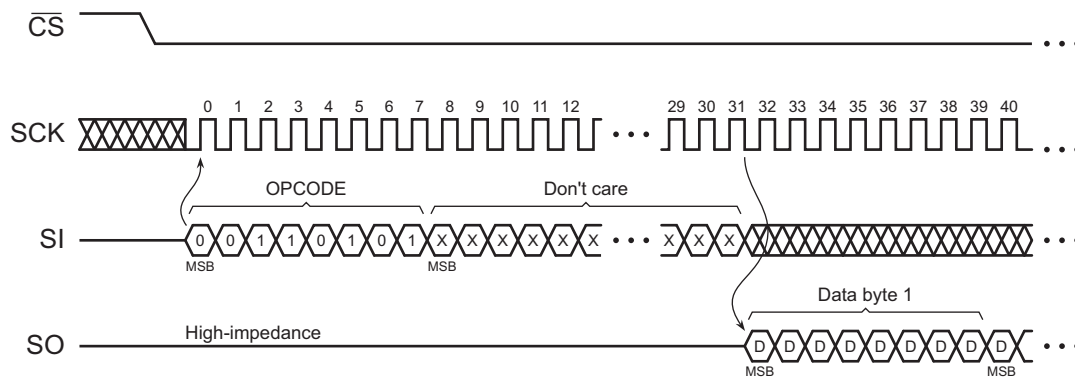 CS
SCK
0 1 2 3 4 5 6 7 8 9 10 11 12 29 30 31 32 33 34 35 36 37 38 39 40
OPCODE Don't care
SI
0 0 1 1 0 1 0 1 X X X X X X X X X
MSB MSB
Data byte 1
High-impedance
SO
D D D D D D D D D
MSB MSB